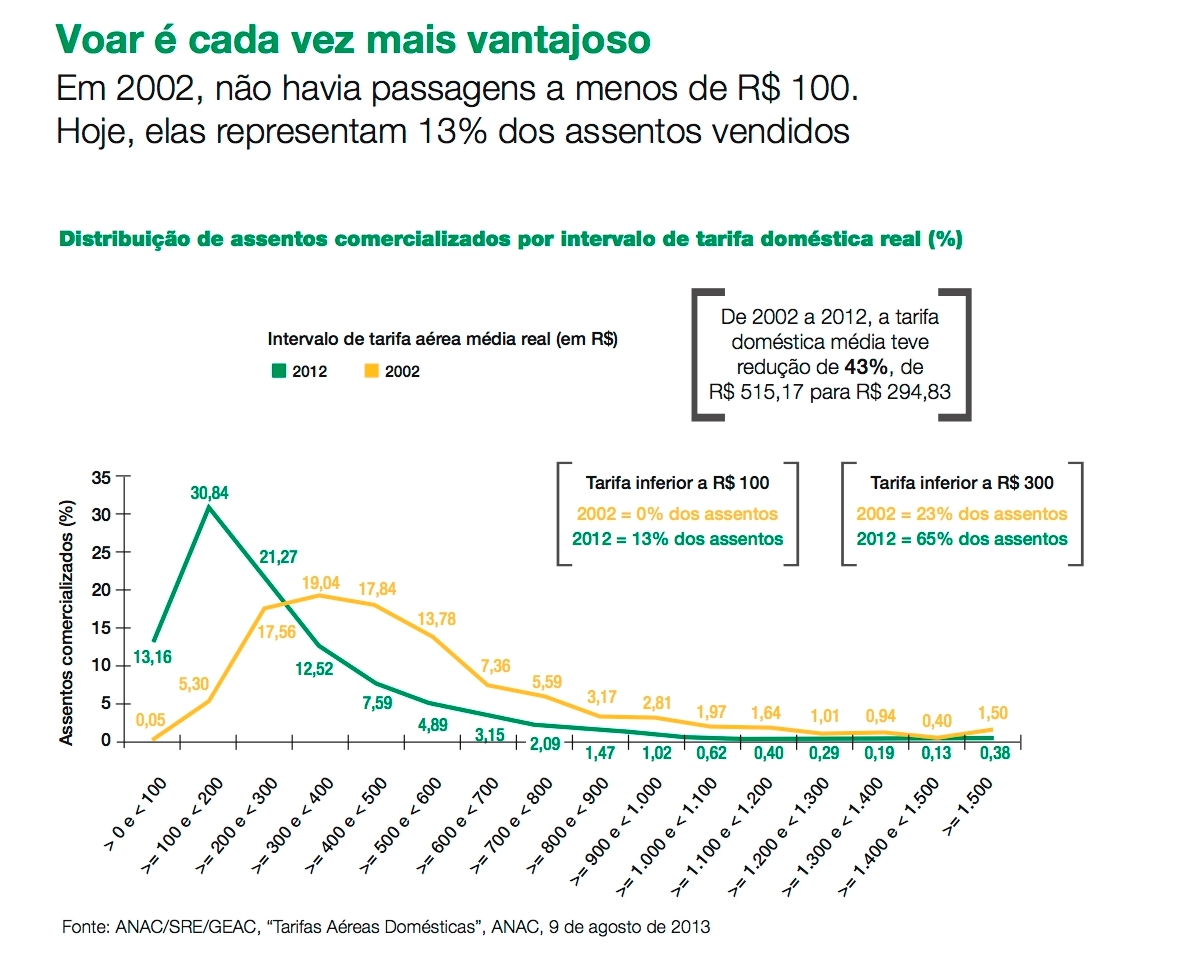 Voar é cada vez mais vantajoso
Em 2002, não havia passagens a menos de R$ 100.
Hoje, elas representam 13% dos assentos vendidos
Distribuição de assentos comercializados por intervalo de tarifa doméstica real (%)
De 2002 a 2012, a tarifa
doméstica média teve
redução de 43%, de
R$ 515,17 para R$ 294,83
Intervalo de tarifa aérea média real (em R$)
2012
2002
Tarifa inferior a R$ 100
2002 = 0% dos assentos
2012 = 13% dos assentos
Tarifa inferior a R$ 300
2002 = 23% dos assentos
2012 = 65% dos assentos
Assentos comercializados (%)
35
30
25
20
15
10
5
0
13,16
30,84
21,27
12,52
7,59
4,89
3,15
2,09
1,47
1,02
0,62
0,40
0,29
0,19
0,13
0,38
0,05
5,30
17,56
19,04
17,84
13,78
7,36
5,59
3,17
2,81
1,97
1,64
1,01
0,94
0,40
1,50
> 0 e < 100
>= 100 e < 200
>= 200 e < 300
>= 300 e < 400
>= 400 e < 500
>= 500 e < 600
>= 600 e < 700
>= 700 e < 800
>= 800 e < 900
>= 900 e < 1.000
>= 1.000 e < 1.100
>= 1.100 e < 1.200
>= 1.200 e < 1.300
>= 1.300 e < 1.400
>= 1.400 e < 1.500
>= 1.500
Fonte: ANAC/SRE/GEAC, “Tarifas Aéreas Domésticas”, ANAC, 9 de agosto de 2013